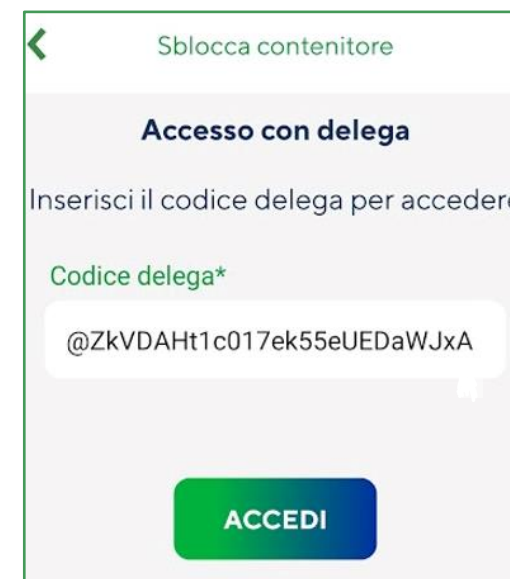 Sblocca contenitore
Accesso con delega
Inserisci il codice delega per accedere
Codice delega*
@ZkVDAHt1c017ek55eUEDaWJxA
ACCEDI